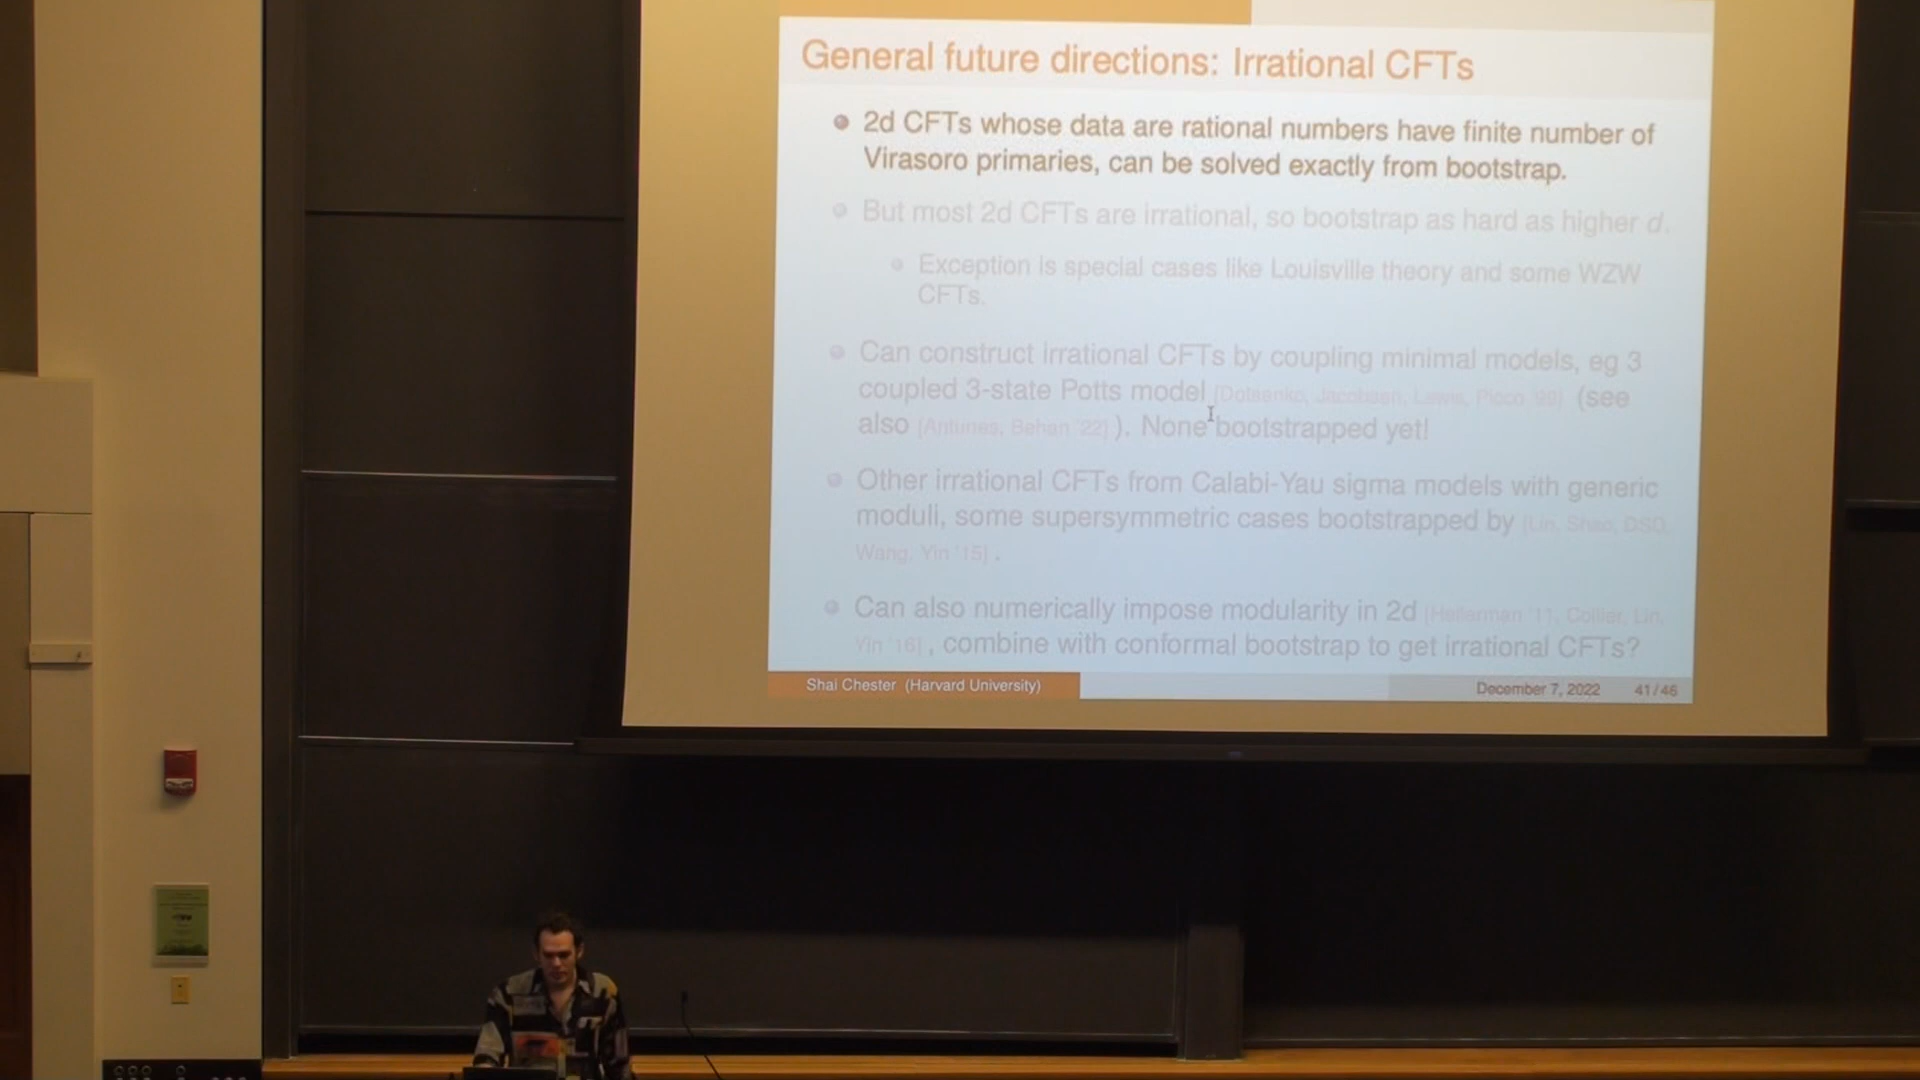 General future directions: Irrational CFTs
2d CFTs whose data are rational numbers have finite number of
Virasoro primaries, can be solved exactly from bootstrap.
But most 2d CFTs are irrational, so bootstrap as hard as higher d.
Exception is special cases like Louisville theory and some WZW
CFTs.
Can construct irrational CFTs by coupling minimal models, eg 3
coupled 3-state Potts model [Dotsenko, Jacobsen, Lewis, Picco '99] (see
also [Antunes, Behan '22] ). None bootstrapped yet!
Other irrational CFTs from Calabi-Yau sigma models with generic
moduli, some supersymmetric cases bootstrapped by [Lin, Shao, DSD,
Wang, Yin '15] .
Can also numerically impose modularity in 2d [Hellerman '11, Collier, Lin,
Yin '16] , combine with conformal bootstrap to get irrational CFTs?
Shai Chester (Harvard University)
December 7, 2022
41/46